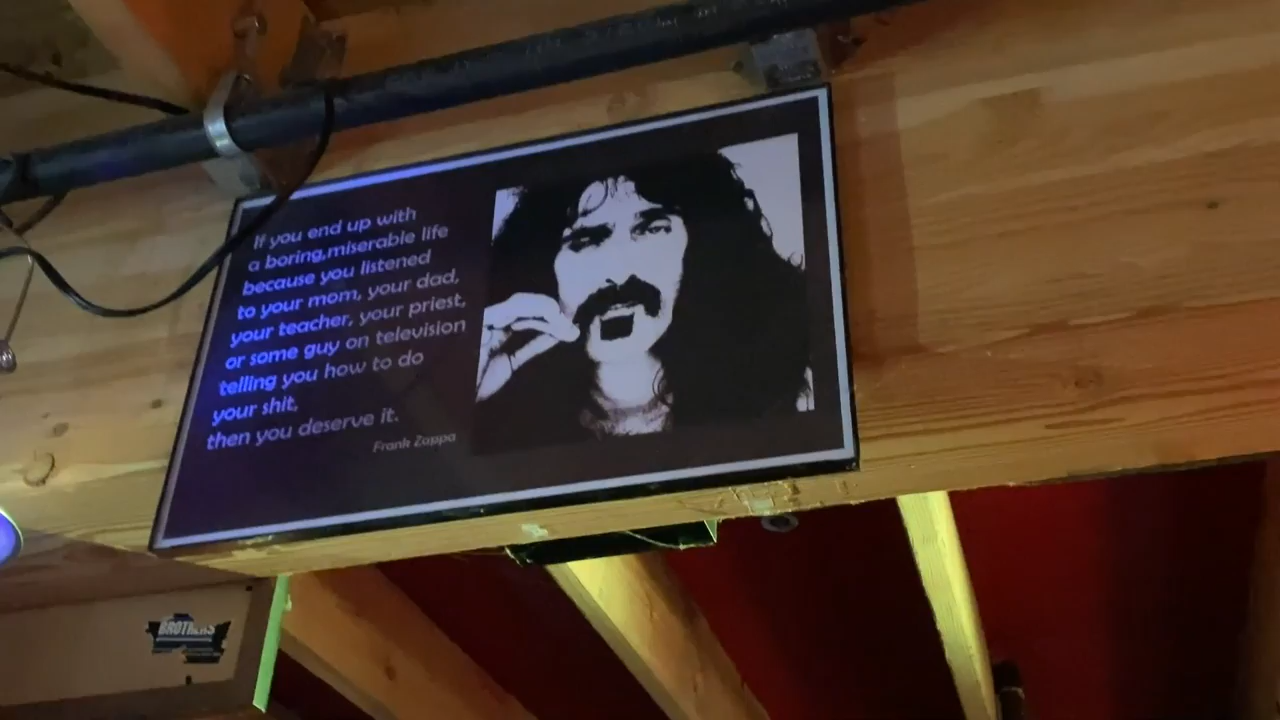 If you end up with
a boring,miserable life
because you listened
to your mom, your dad,
your teacher, your priest,
or some guy on television
telling you how to do
your shit,
then you deserve it.
Frank Zappa
BROTHERS